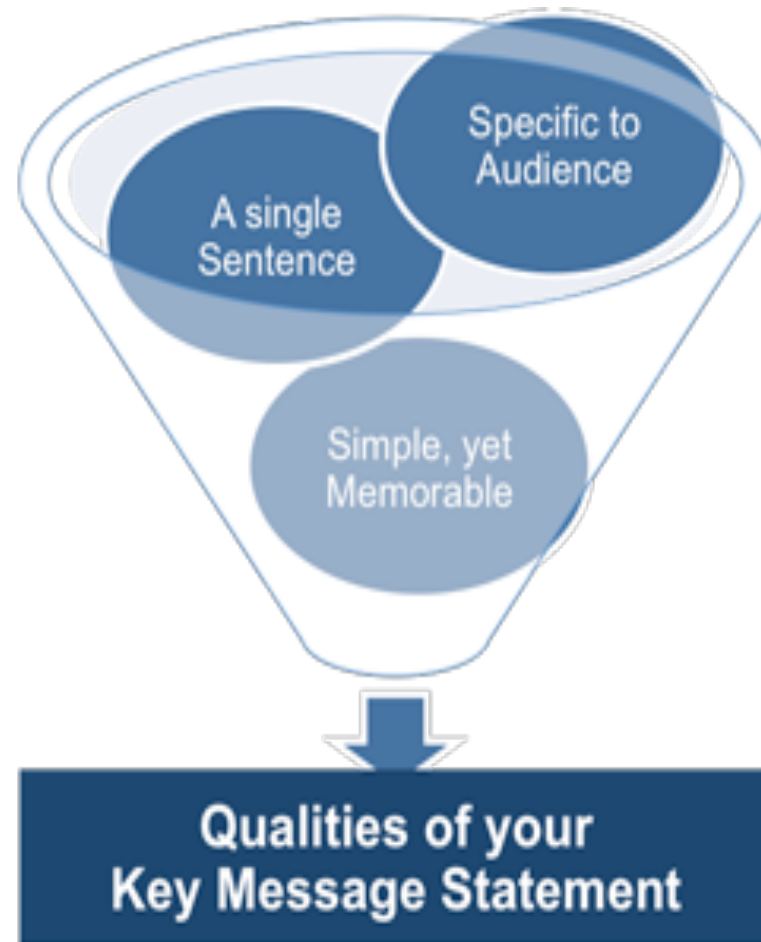 Specific to
Audience
A single
Sentence
Simple, yet
Memorable
Qualities of your
Key Message Statement